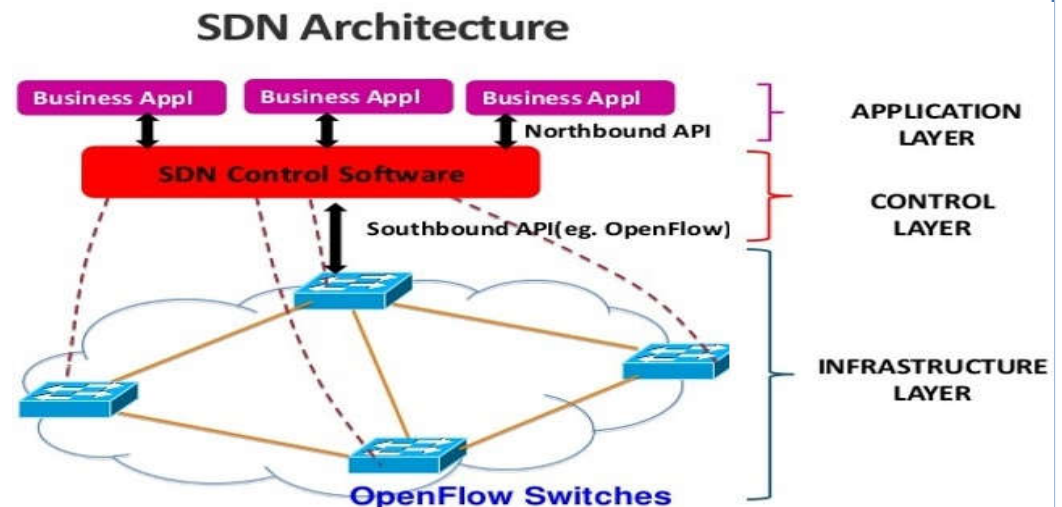 SDN Architecture
Business Appl
Business Appl
Business Appl
Northbound API
APPLICATION
LAYER
SDN Control Software
CONTROL
LAYER
Southbound API(eg. OpenFlow)
INFRASTRUCTURE
LAYER
OpenFlow Switches